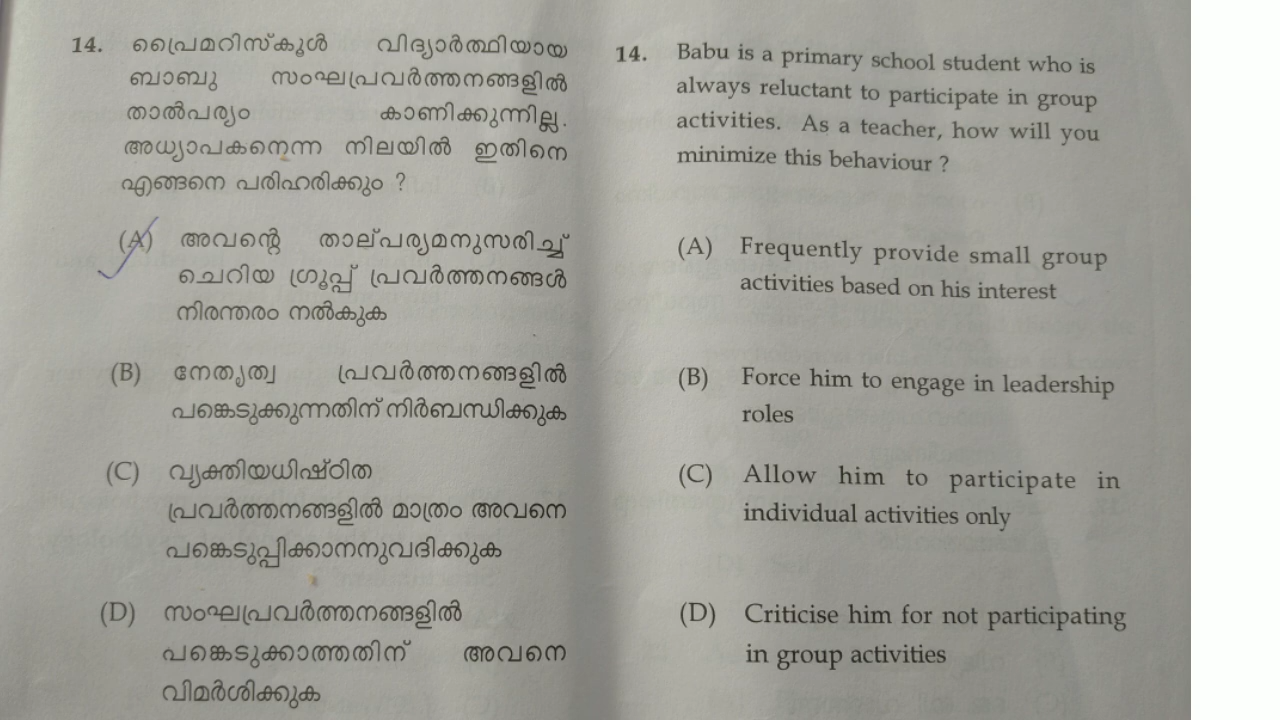 14. പ്രൈമറിസ്കൂൾ വിദ്യാർത്ഥിയായ
ബാബു സംഘപ്രവർത്തനങ്ങളിൽ
താൽപര്യം കാണിക്കുന്നില്ല.
അധ്യാപകനെന്ന നിലയിൽ ഇതിനെ
എങ്ങനെ പരിഹരിക്കും ?
(A) അവന്റെ താല്പര്യമനുസരിച്ച്
ചെറിയ ഗ്രൂപ്പ് പ്രവർത്തനങ്ങൾ
നിരന്തരം നൽകുക
(B) നേതൃത്വ പ്രവർത്തനങ്ങളിൽ
പങ്കെടുക്കുന്നതിന് നിർബന്ധിക്കുക
(C) വ്യക്തിയധിഷ്ഠിത
പ്രവർത്തനങ്ങളിൽ മാത്രം അവനെ
പങ്കെടുപ്പിക്കാനനുവദിക്കുക
(D) സംഘപ്രവർത്തനങ്ങളിൽ
പങ്കെടുക്കാത്തതിന് അവനെ
വിമർശിക്കുക
14. Babu is a primary school student who is
always reluctant to participate in group
activities. As a teacher, how will you
minimize this behaviour ?
(A) Frequently provide small group
activities based on his interest
(B) Force him to engage in leadership
roles
(C) Allow him to participate in
individual activities only
(D) Criticise him for not participating
in group activities